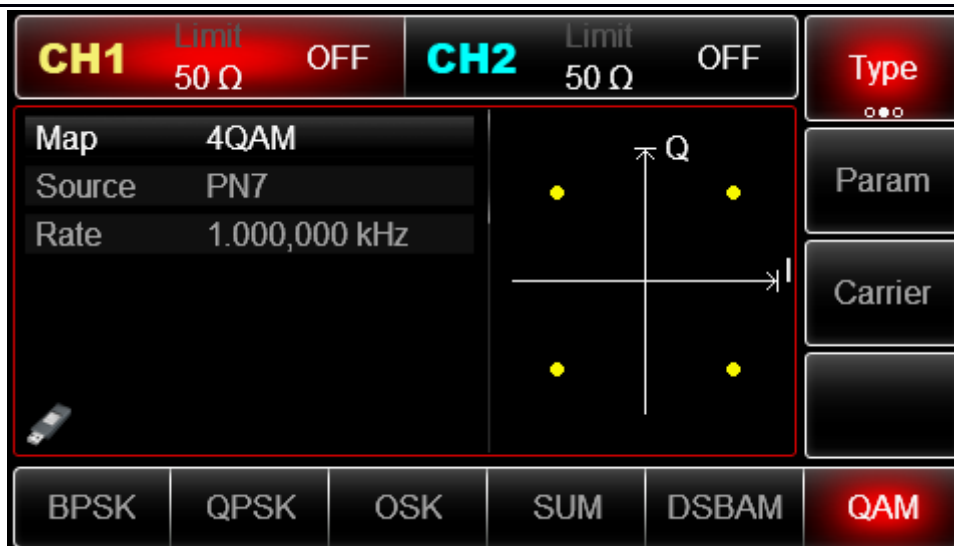 CH1 Limit 50 Ω OFF
CH2 Limit 50 Ω OFF
Type
Map 4QAM
Source PN7
Rate 1.000,000 kHz
Q
I
Param
Carrier
BPSK QPSK OSK SUM DSBAM QAM